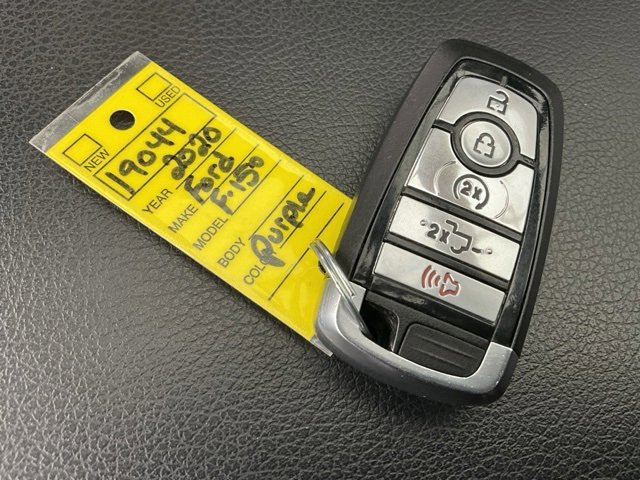 NEW USED
19044
YEAR 2020
MAKE Ford
MODEL F-150
BODY
COL Purple
2x
2x